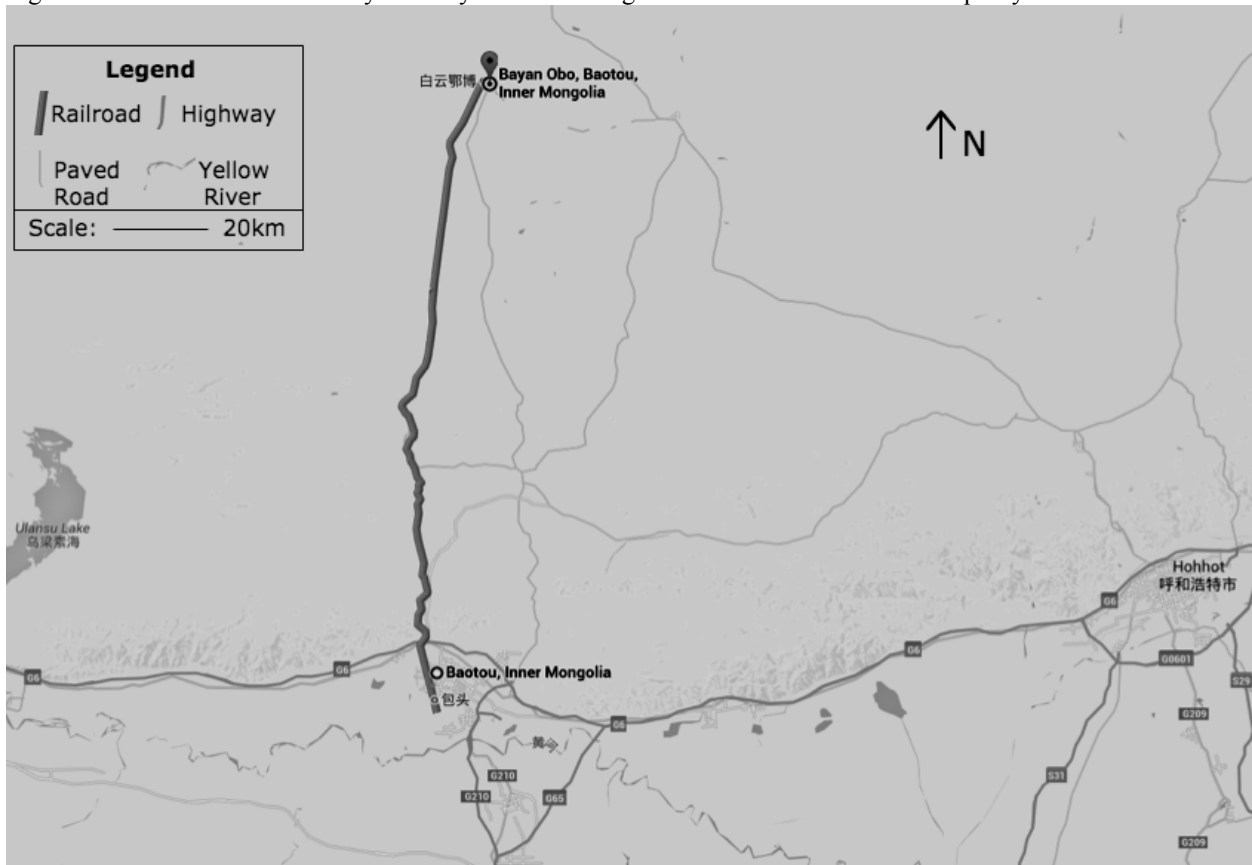 Legend
Railroad Highway
Paved Road Yellow River
Scale: 20km
白云鄂博
Bayan Obo, Baotou,
Inner Mongolia
N
Ulansu Lake
乌梁素海
Hohhot
呼和浩特市
G6
G6
G6
G6
G6
G0601
S29
G209
S31
G209
Baotou, Inner Mongolia
包头
G210
G210
G65